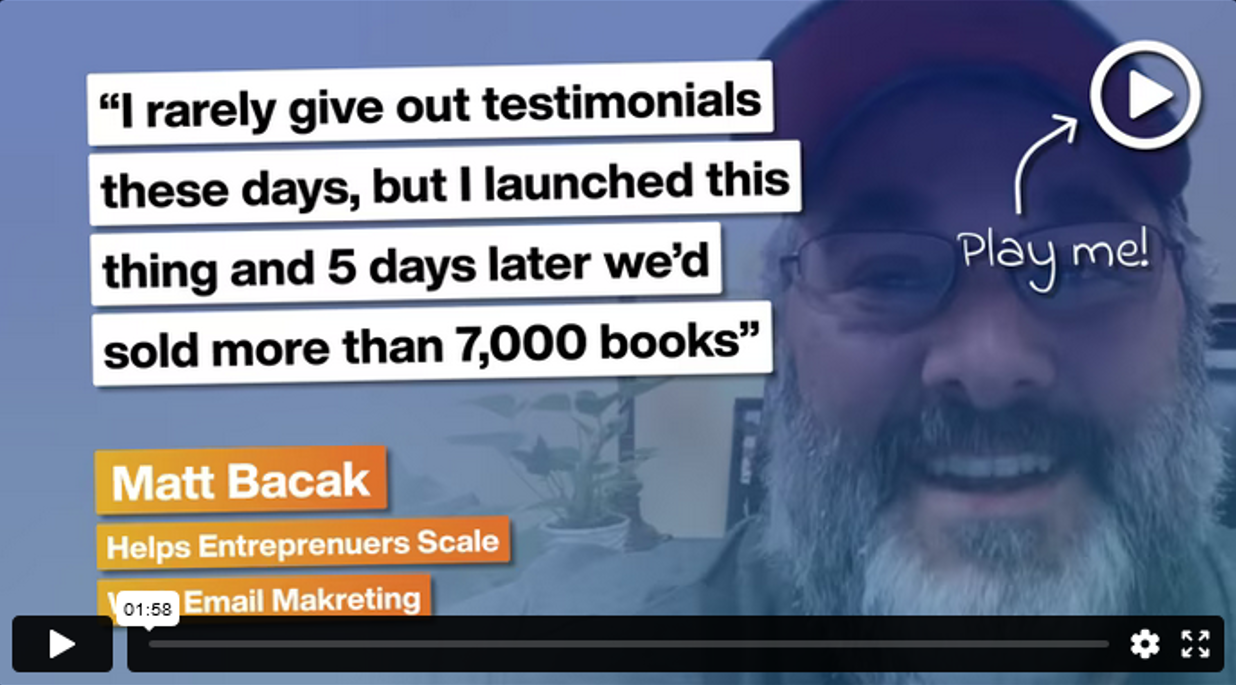 “I rarely give out testimonials
these days, but I launched this
thing and 5 days later we’d
sold more than 7,000 books”
Play me!
Matt Bacak
Helps Entreprenuers Scale
Email Makreting
01:58